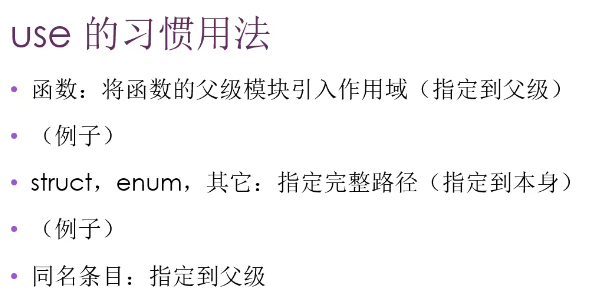 use 的习惯用法
• 函数：将函数的父级模块引入作用域（指定到父级）
• （例子）
• struct，enum，其它：指定完整路径（指定到本身）
• （例子）
• 同名条目：指定到父级